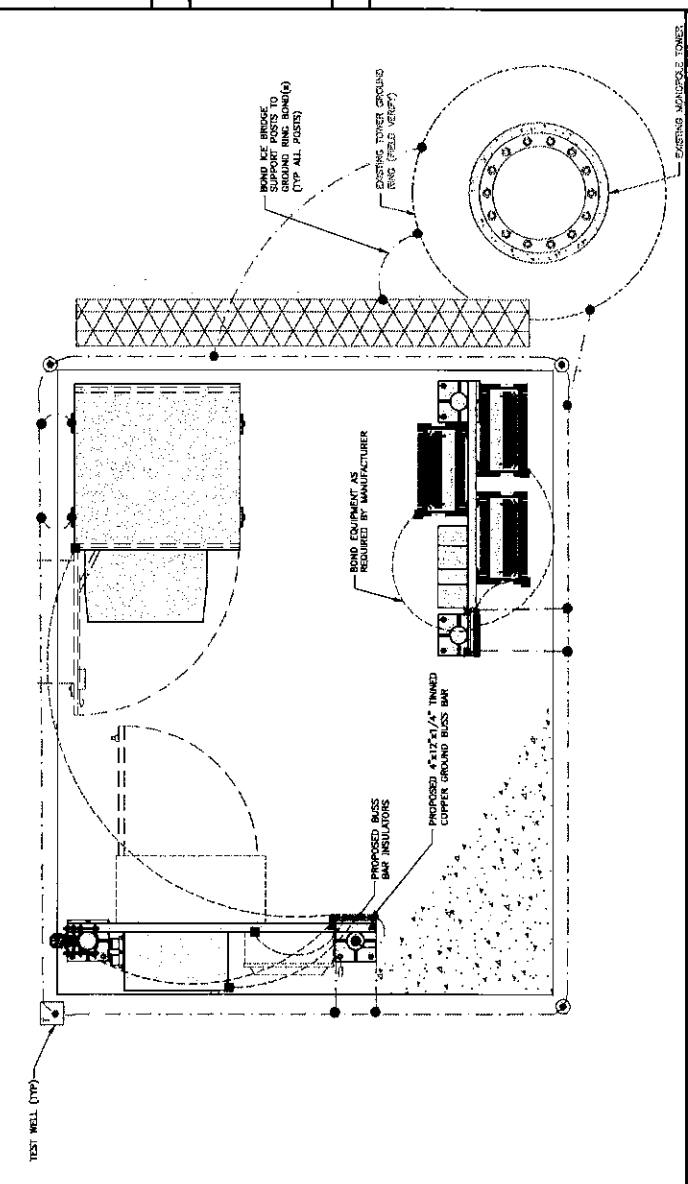 TEST WELL (TYP)
BOND ICE BRIDGE
SUPPORT POSTS TO
GROUND RING BOND(s)
(TYP ALL POSTS)
EXISTING TOWER GROUND
RING (FIELD VERIFY)
EXISTING MONOPOLE TOWER
BOND EQUIPMENT AS
REQUIRED BY MANUFACTURER
PROPOSED BUSS
BAR INSULATORS
PROPOSED 4"x12"x1/4" TINNED
COPPER GROUND BUSS BAR
T